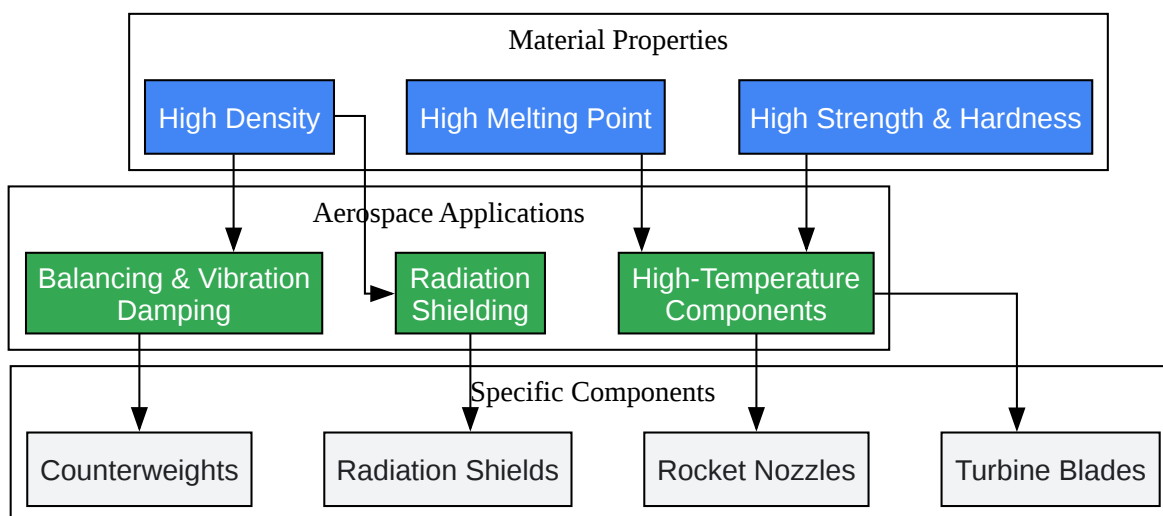 Material Properties
High Density
High Melting Point
High Strength & Hardness
Aerospace Applications
Balancing & Vibration
Damping
Radiation
Shielding
High-Temperature
Components
Specific Components
Counterweights
Radiation Shields
Rocket Nozzles
Turbine Blades